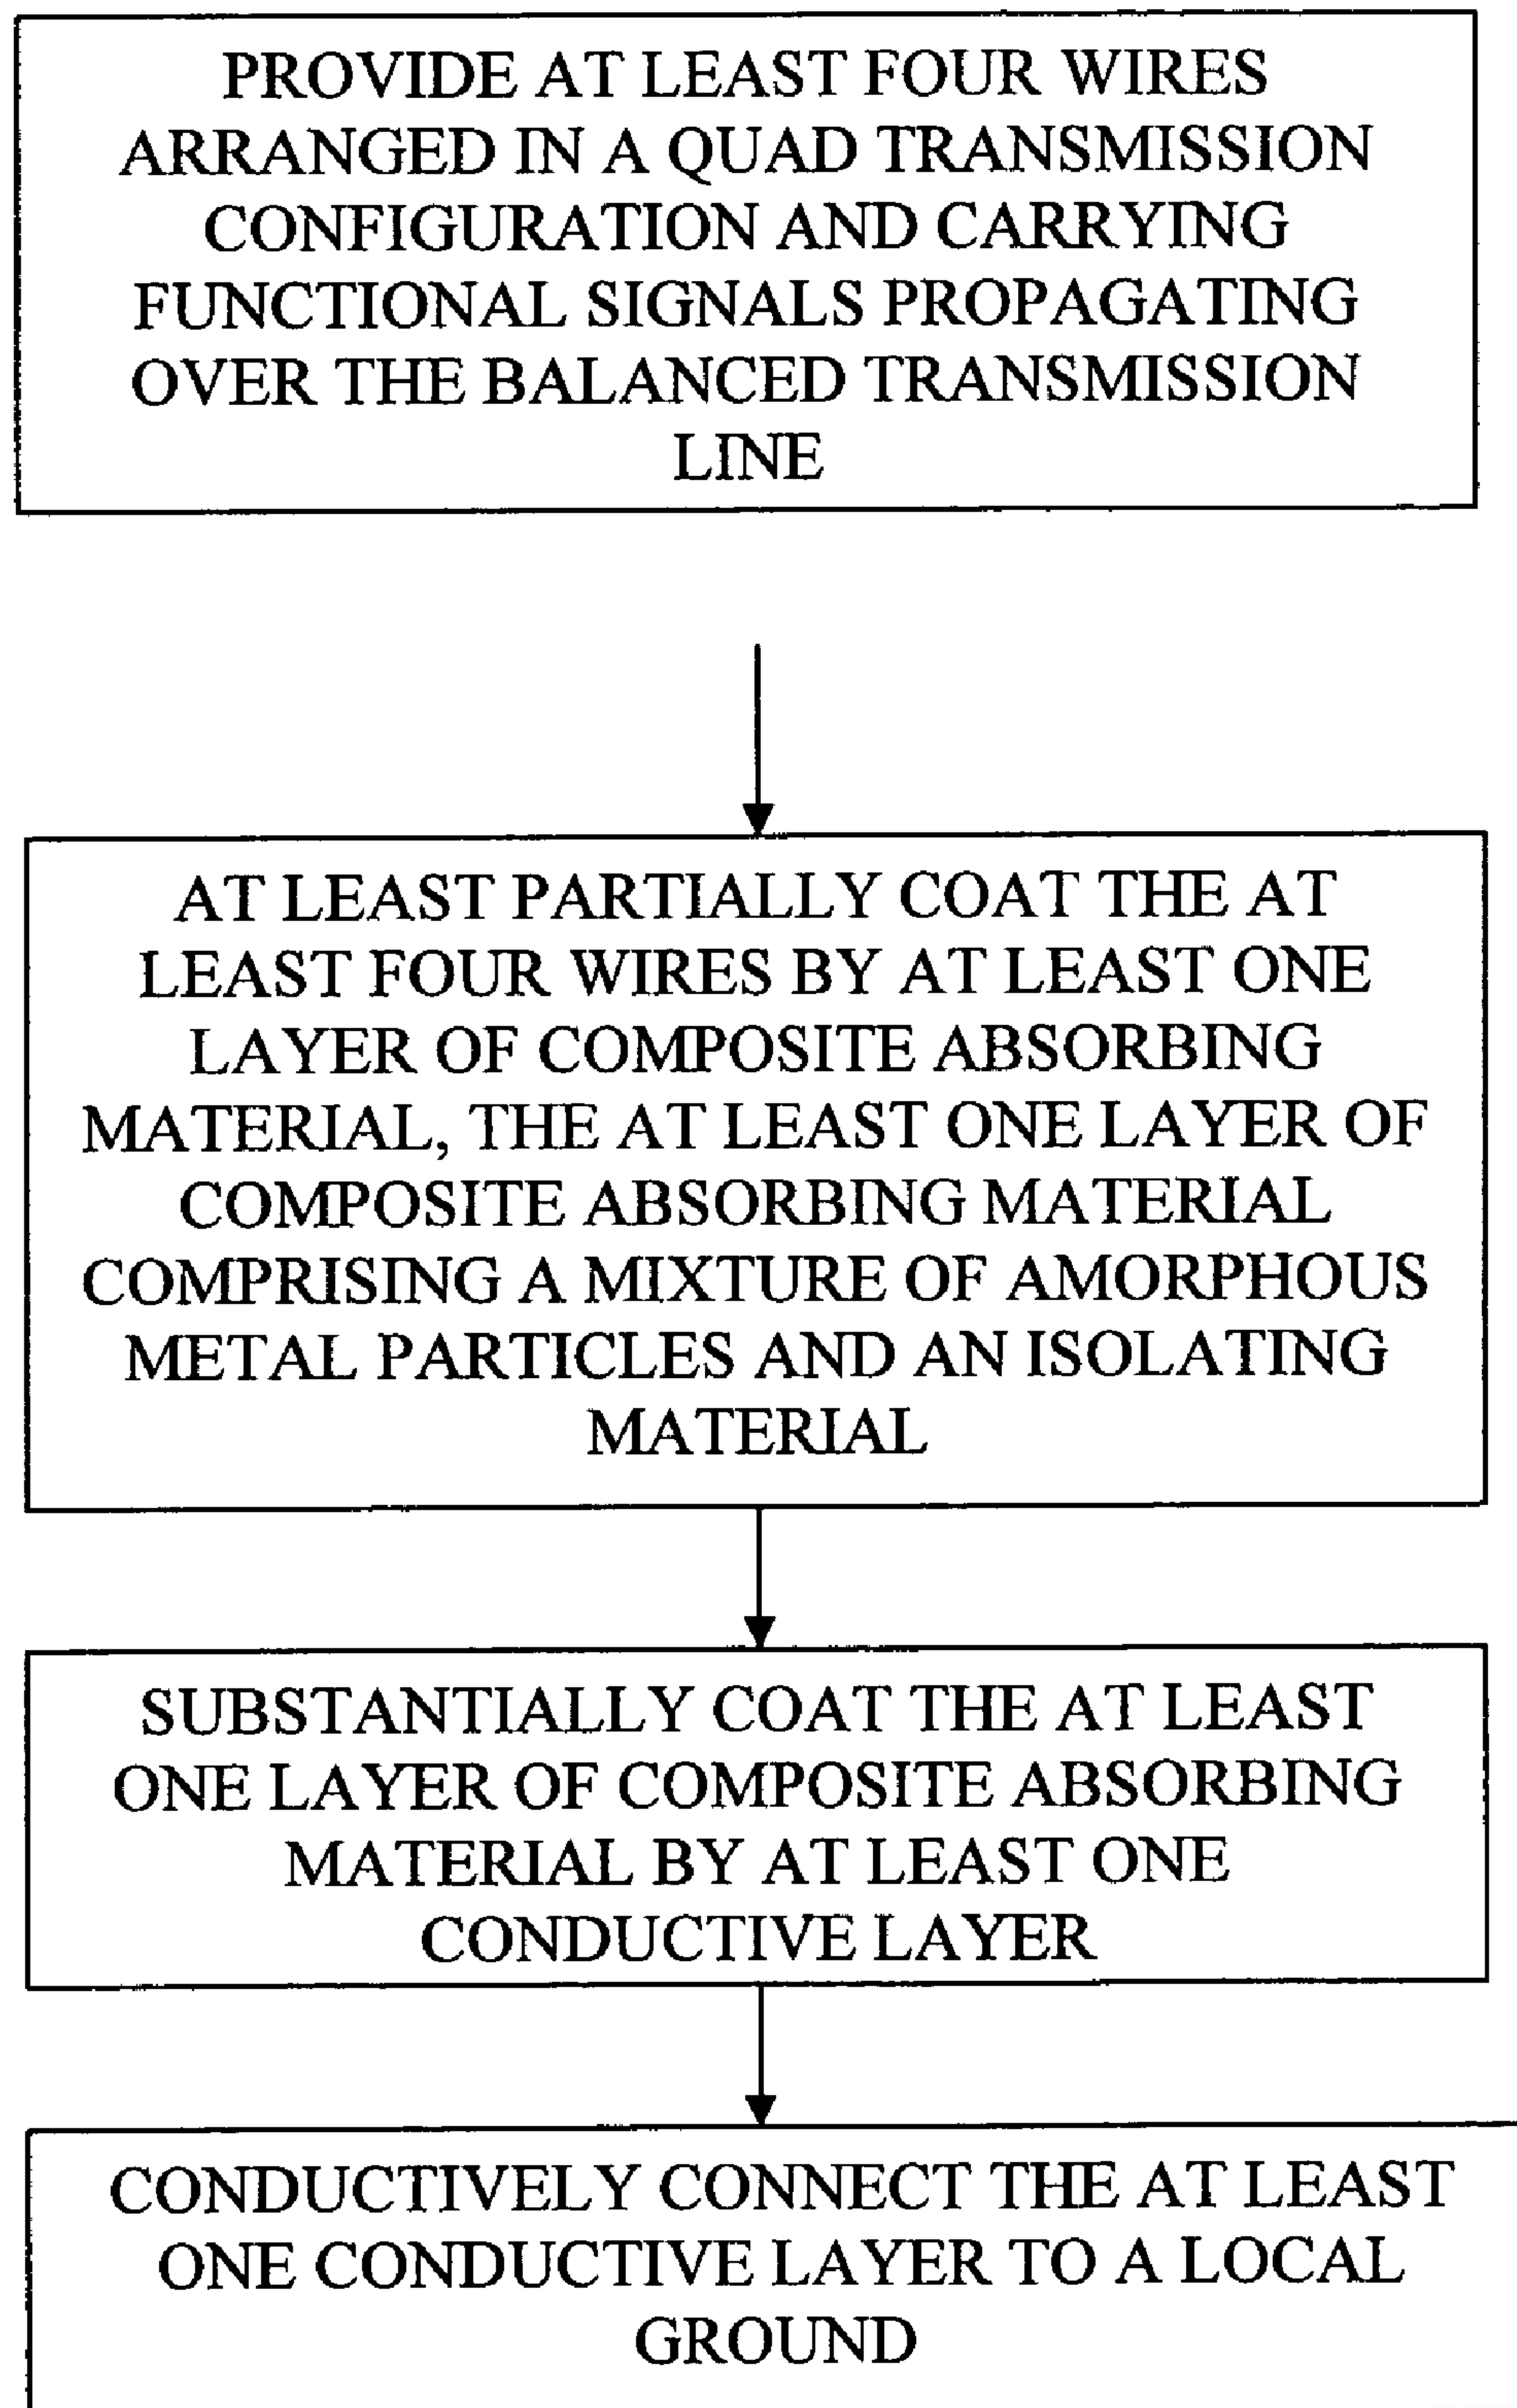 PROVIDE AT LEAST FOUR WIRES
ARRANGED IN A QUAD TRANSMISSION
CONFIGURATION AND CARRYING
FUNCTIONAL SIGNALS PROPAGATING
OVER THE BALANCED TRANSMISSION
LINE
AT LEAST PARTIALLY COAT THE AT
LEAST FOUR WIRES BY AT LEAST ONE
LAYER OF COMPOSITE ABSORBING
MATERIAL, THE AT LEAST ONE LAYER OF
COMPOSITE ABSORBING MATERIAL
COMPRISING A MIXTURE OF AMORPHOUS
METAL PARTICLES AND AN ISOLATING
MATERIAL
SUBSTANTIALLY COAT THE AT LEAST
ONE LAYER OF COMPOSITE ABSORBING
MATERIAL BY AT LEAST ONE
CONDUCTIVE LAYER
CONDUCTIVELY CONNECT THE AT LEAST
ONE CONDUCTIVE LAYER TO A LOCAL
GROUND